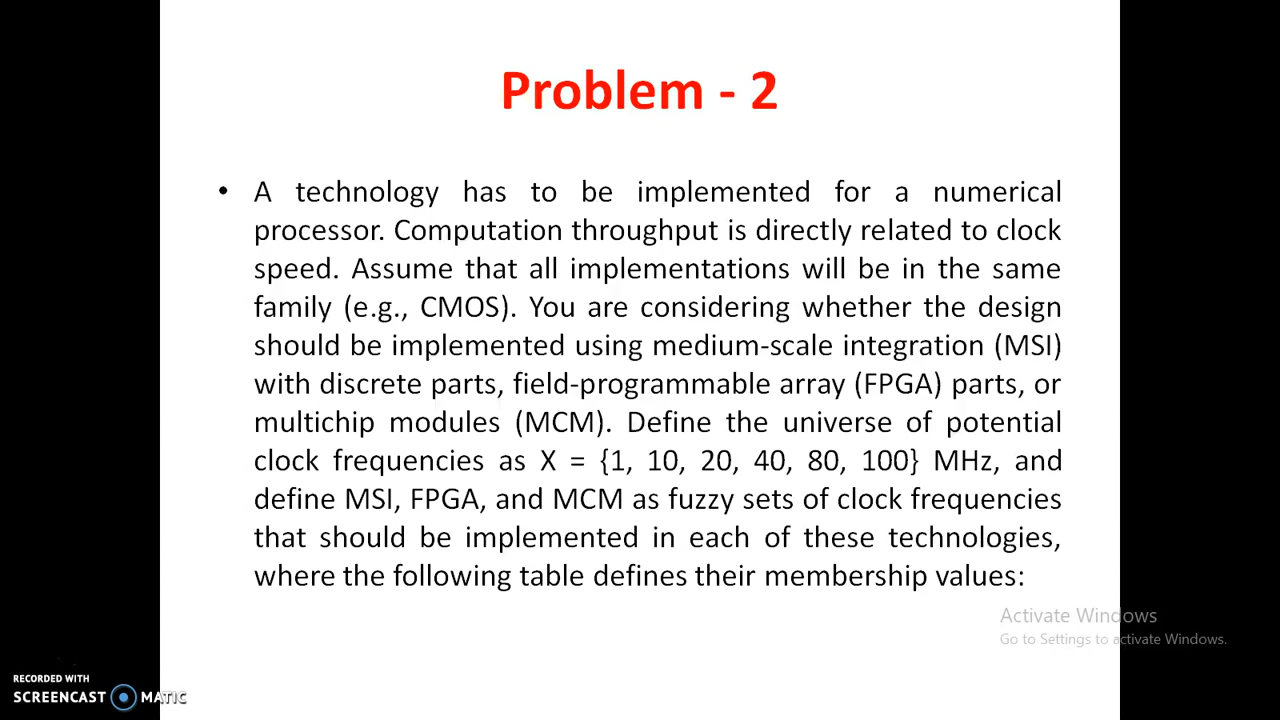 Problem - 2
• A technology has to be implemented for a numerical
processor. Computation throughput is directly related to clock
speed. Assume that all implementations will be in the same
family (e.g., CMOS). You are considering whether the design
should be implemented using medium-scale integration (MSI)
with discrete parts, field-programmable array (FPGA) parts, or
multichip modules (MCM). Define the universe of potential
clock frequencies as X = {1, 10, 20, 40, 80, 100} MHz, and
define MSI, FPGA, and MCM as fuzzy sets of clock frequencies
that should be implemented in each of these technologies,
where the following table defines their membership values:
Activate Windows
Go to Settings to activate Windows.
RECORDED WITH
SCREENCAST MATIC